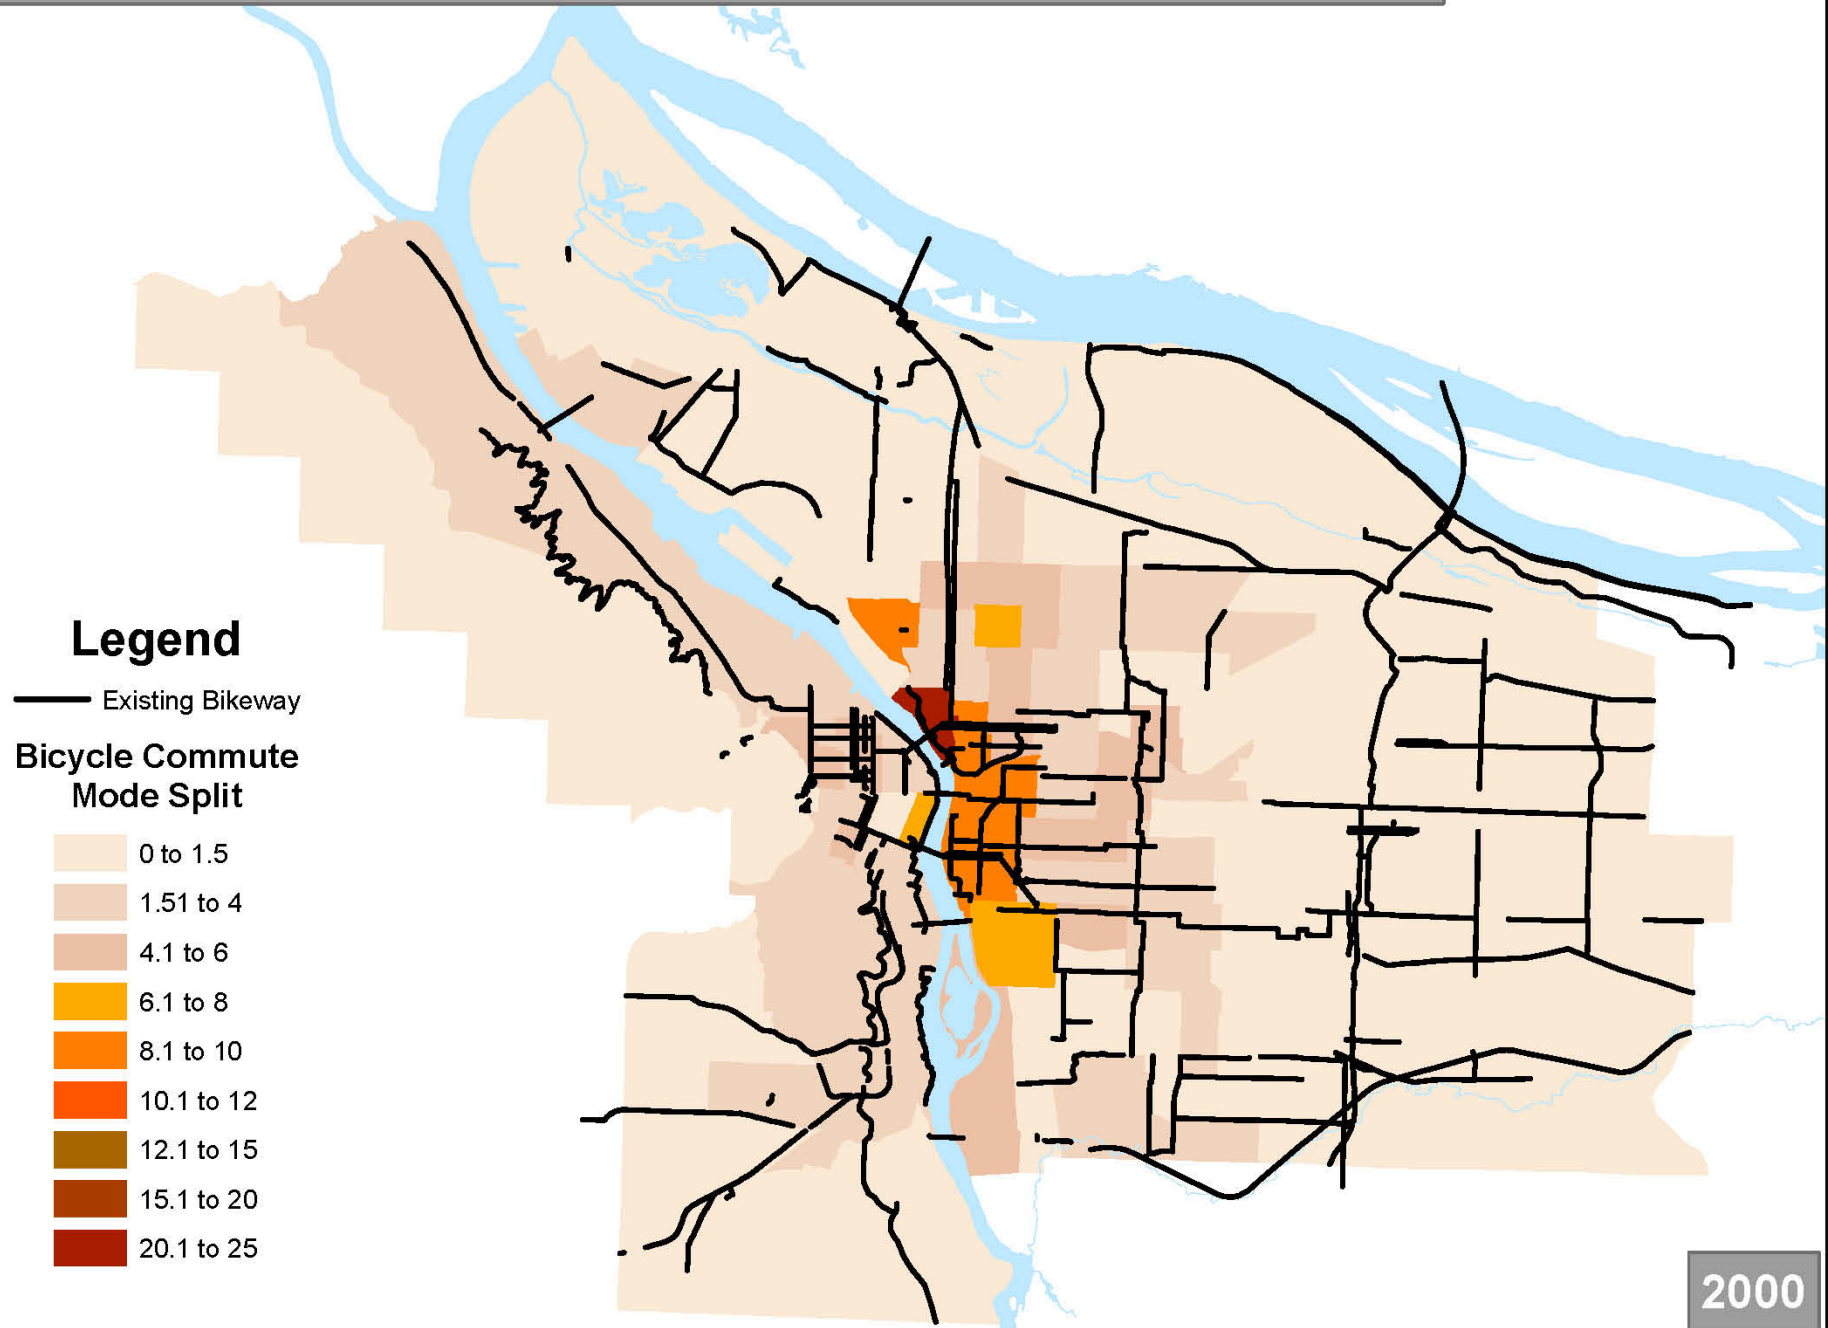 Legend
Existing Bikeway
Bicycle Commute
Mode Split
0 to 1.5
1.51 to 4
4.1 to 6
6.1 to 8
8.1 to 10
10.1 to 12
12.1 to 15
15.1 to 20
20.1 to 25
2000